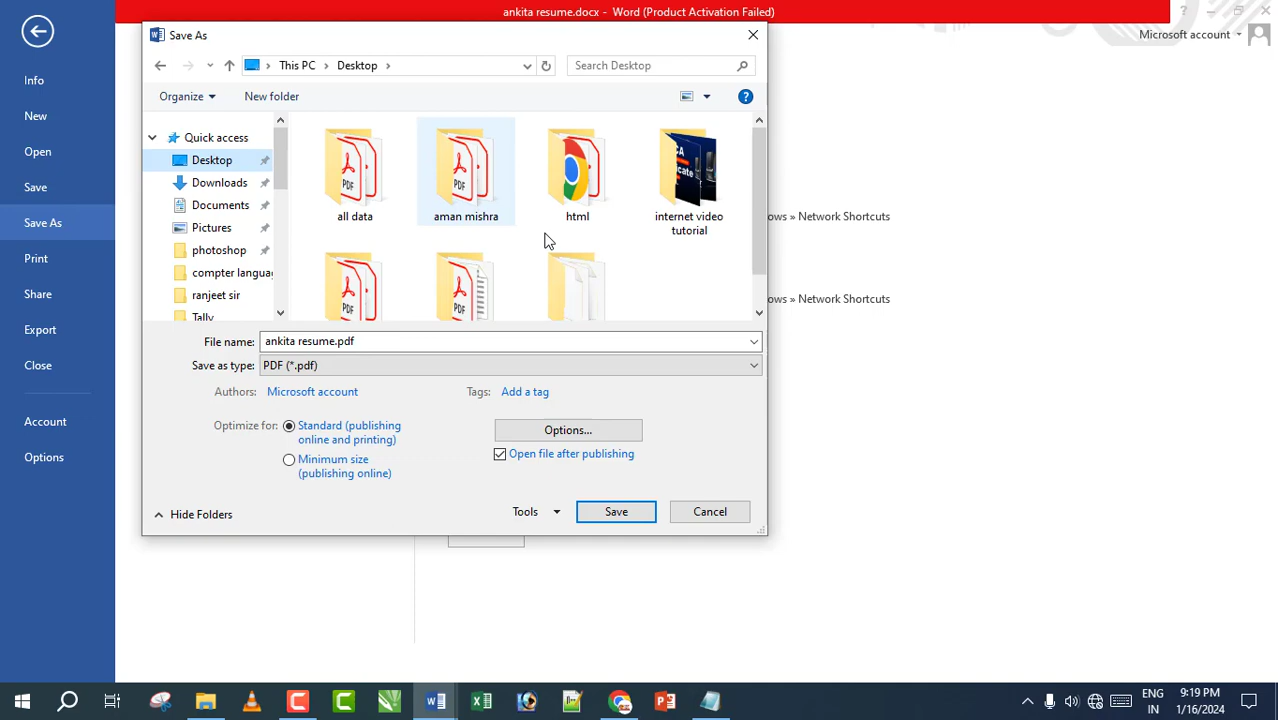 ankita resume.docx - Word (Product Activation Failed)
?
Microsoft account
Info
New
Open
Save
Save As
Print
Share
Export
Close
Account
Options
Save As
This PC
Desktop
Search Desktop
Organize
New folder
?
Quick access
Desktop
Downloads
Documents
Pictures
photoshop
compter langua
ranjeet sir
Tally
all data
aman mishra
html
internet video
tutorial
PDF
PDF
PDF
PDF
CA
ows » Network Shortcuts
ows » Network Shortcuts
File name:
ankita resume.pdf
Save as type:
PDF (*.pdf)
Authors:
Microsoft account
Tags:
Add a tag
Optimize for:
Standard (publishing
online and printing)
Minimum size
(publishing online)
Options...
Open file after publishing
Hide Folders
Tools
Save
Cancel
ENG
IN
9:19 PM
1/16/2024